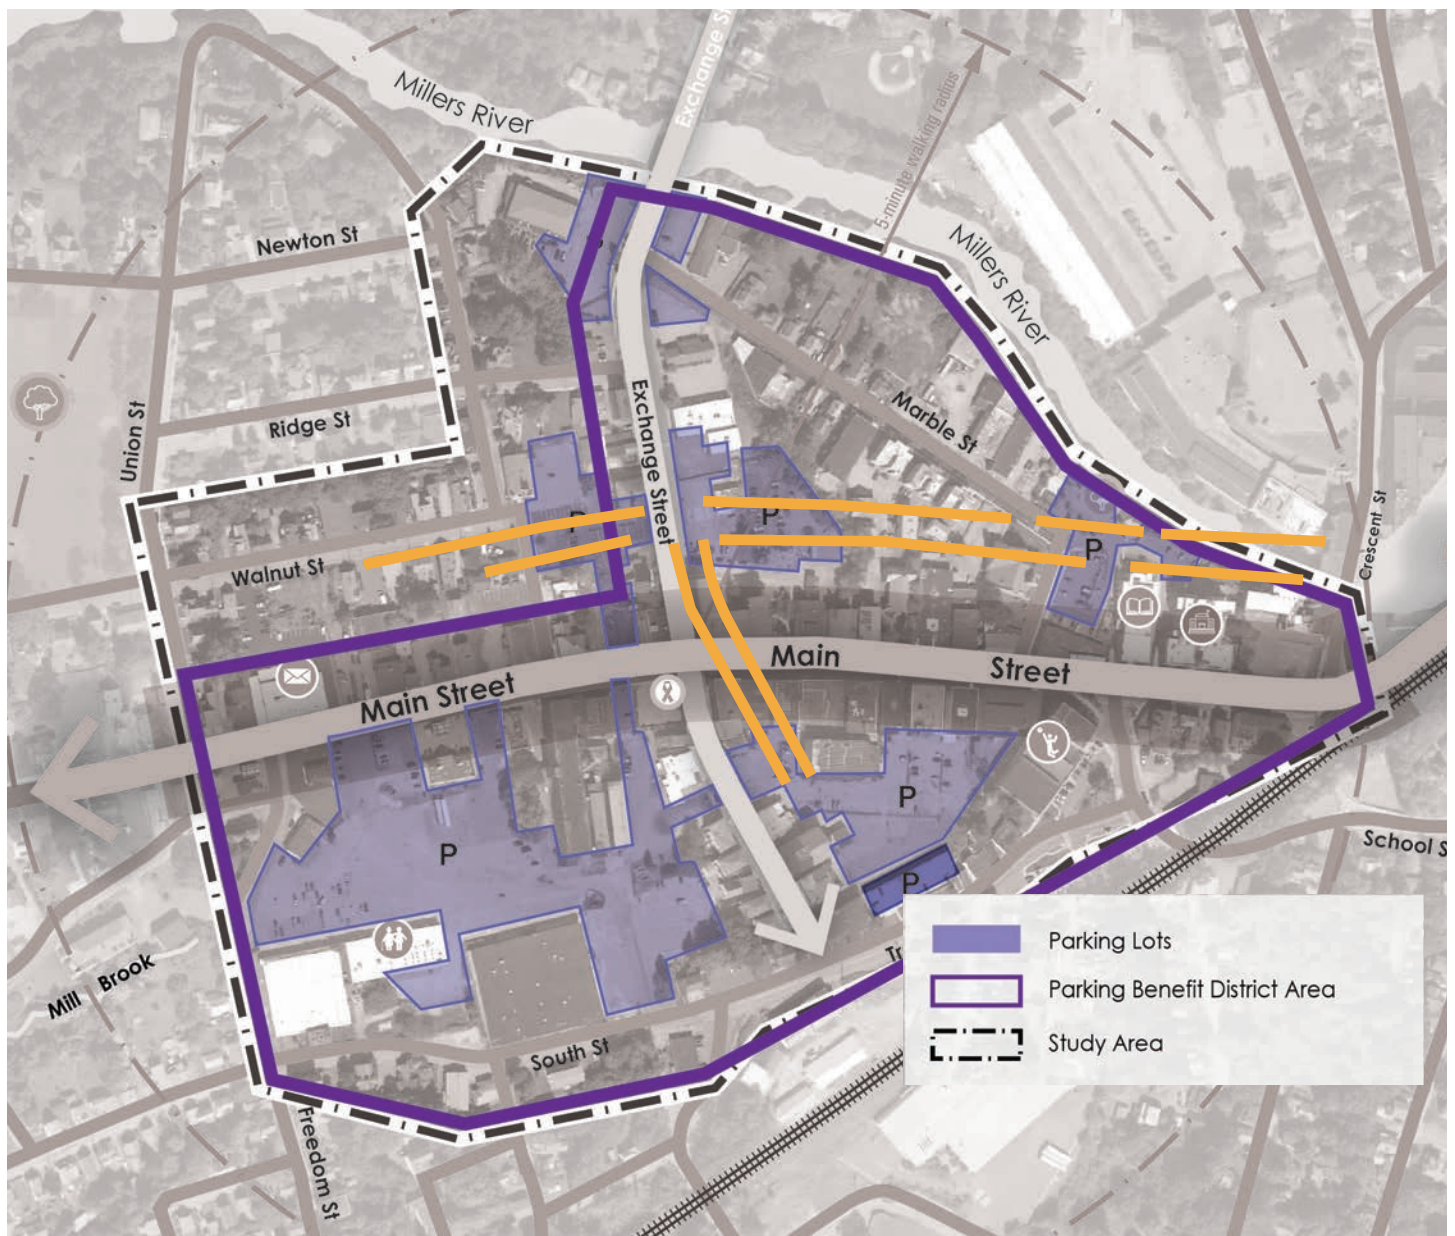 Exchange St
Millers River
5-minute walking radius
Newton St
Millers River
P
Exchange Street
Marble St
Ridge St
Union St
Crescent St
P
P
P
Walnut St
Main Street
Main Street
P
School S
P
P
Tr
Mill Brook
South St
Freedom St
Parking Lots
Parking Benefit District Area
Study Area